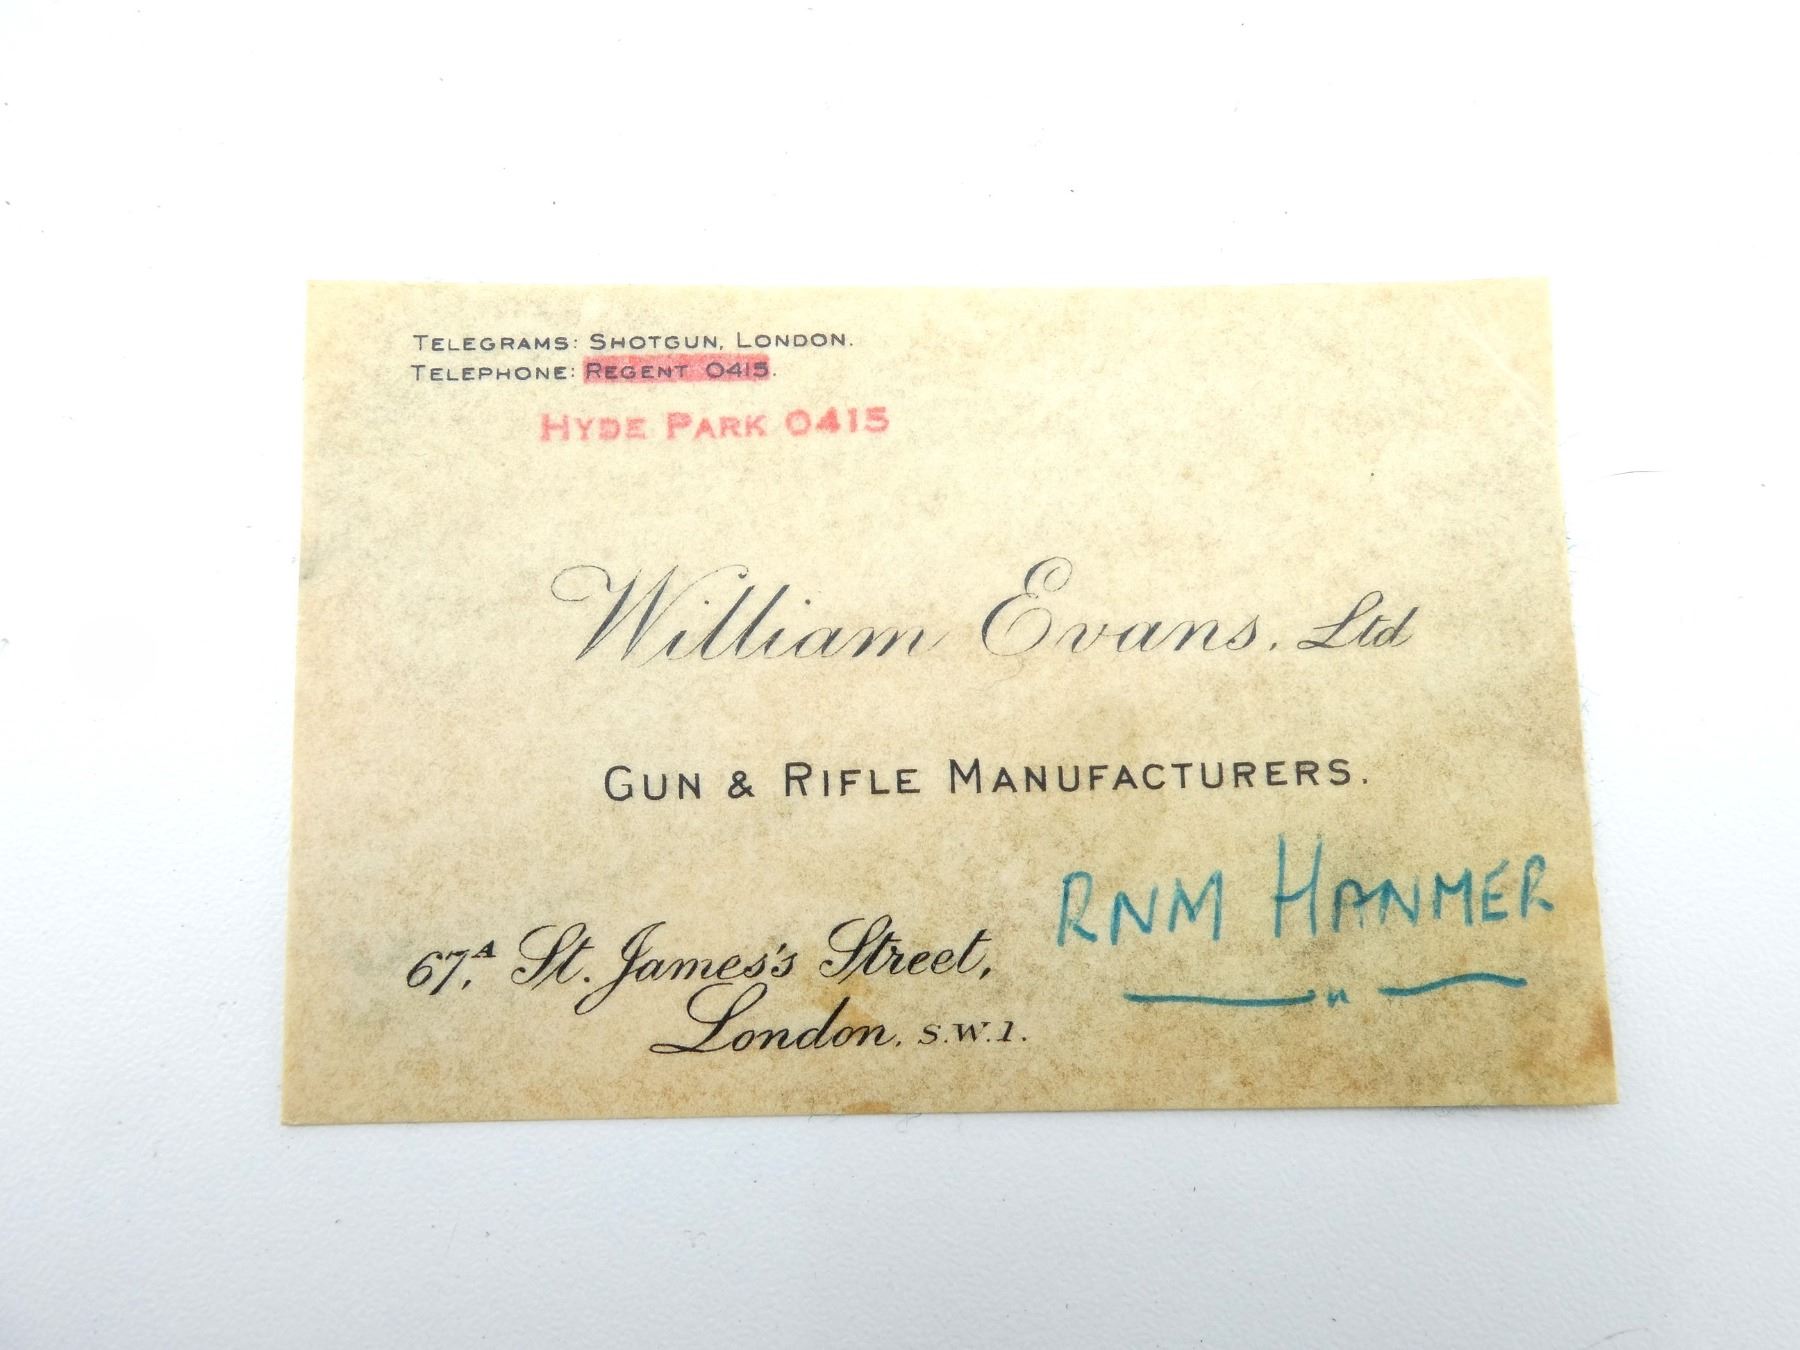 TELEGRAMS: SHOTGUN, LONDON.
TELEPHONE: REGENT 0415.
HYDE PARK 0415
William Evans, Ltd
GUN & RIFLE MANUFACTURERS.
RNM HANMER
67,ᴬ St. James's Street,
London, S.W.1.